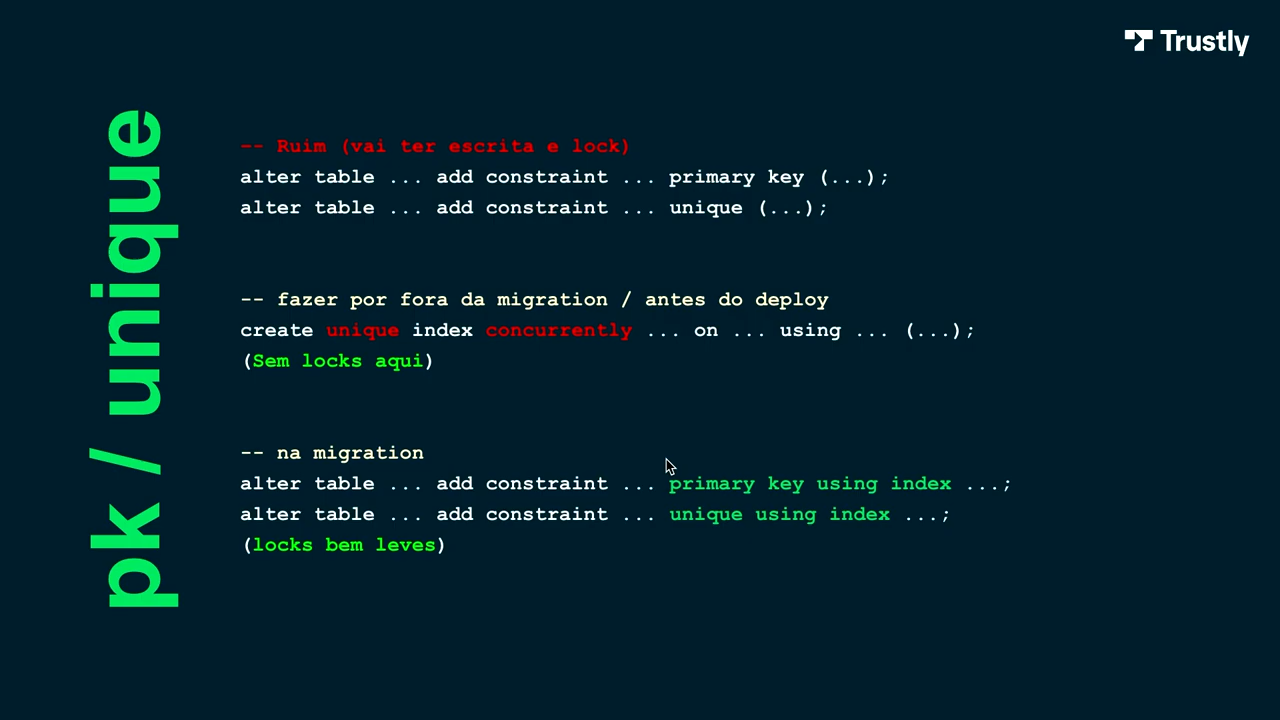 Trustly
pk / unique
-- Ruim (vai ter escrita e lock)
alter table ... add constraint ... primary key (...);
alter table ... add constraint ... unique (...);
-- fazer por fora da migration / antes do deploy
create unique index concurrently ... on ... using ... (...);
(Sem locks aqui)
-- na migration
alter table ... add constraint ... primary key using index ...;
alter table ... add constraint ... unique using index ...;
(locks bem leves)